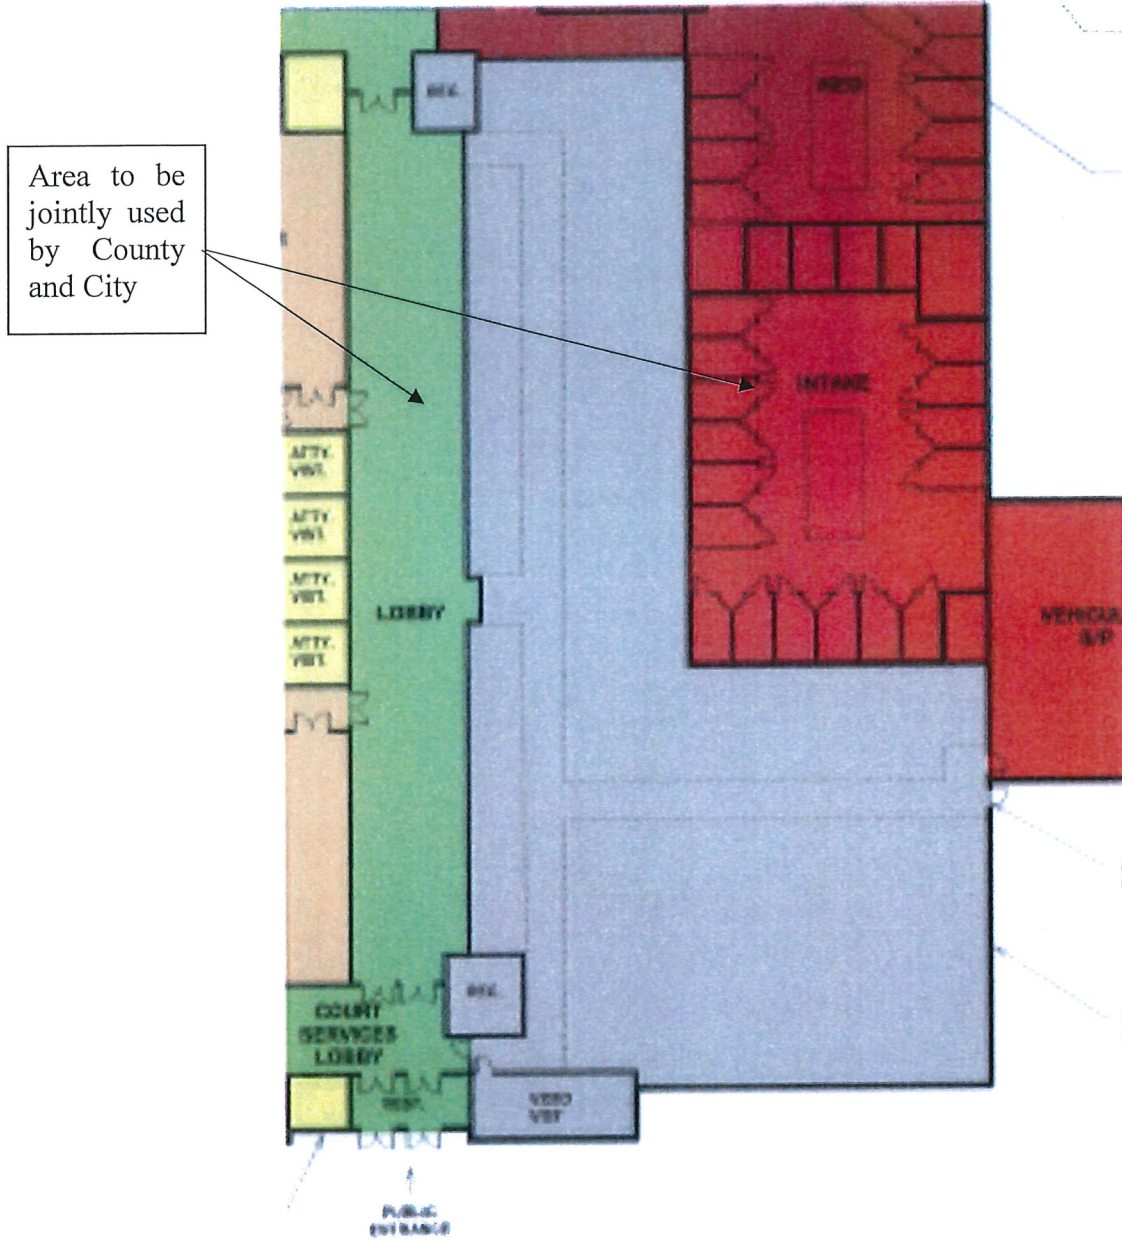 Area to be
jointly used
by County
and City
INTAKE
ATTY.
VISIT.
ATTY.
VISIT.
ATTY.
VISIT.
ATTY.
VISIT.
LOBBY
COURT
SERVICES
LOBBY
PUBLIC
ENTRANCE